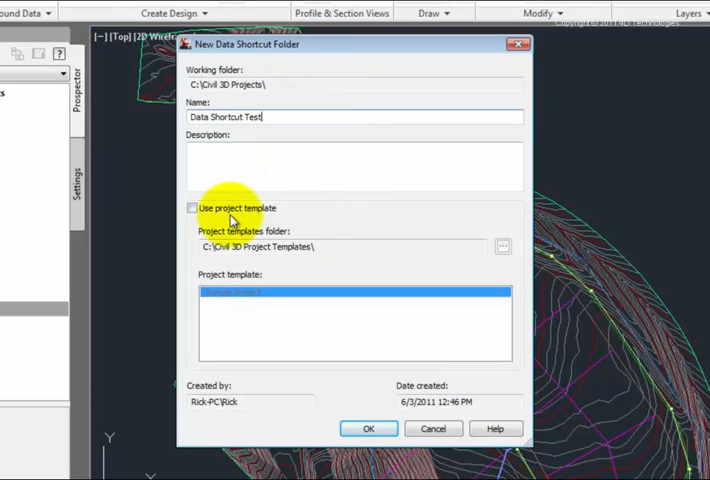 ound Data
Create Design
Profile & Section Views
Draw
Modify
Layers
Copyright © 2011 4D Technologies
[−] [Top] [2D Wirefr
New Data Shortcut Folder
Prospector
Settings
Working folder:
C:\Civil 3D Projects\
Name:
Data Shortcut Test
Description:
Use project template
Project templates folder:
C:\Civil 3D Project Templates\
...
Project template:
Created by:
Date created:
Rick-PC\Rick
6/3/2011 12:46 PM
OK
Cancel
Help
Y